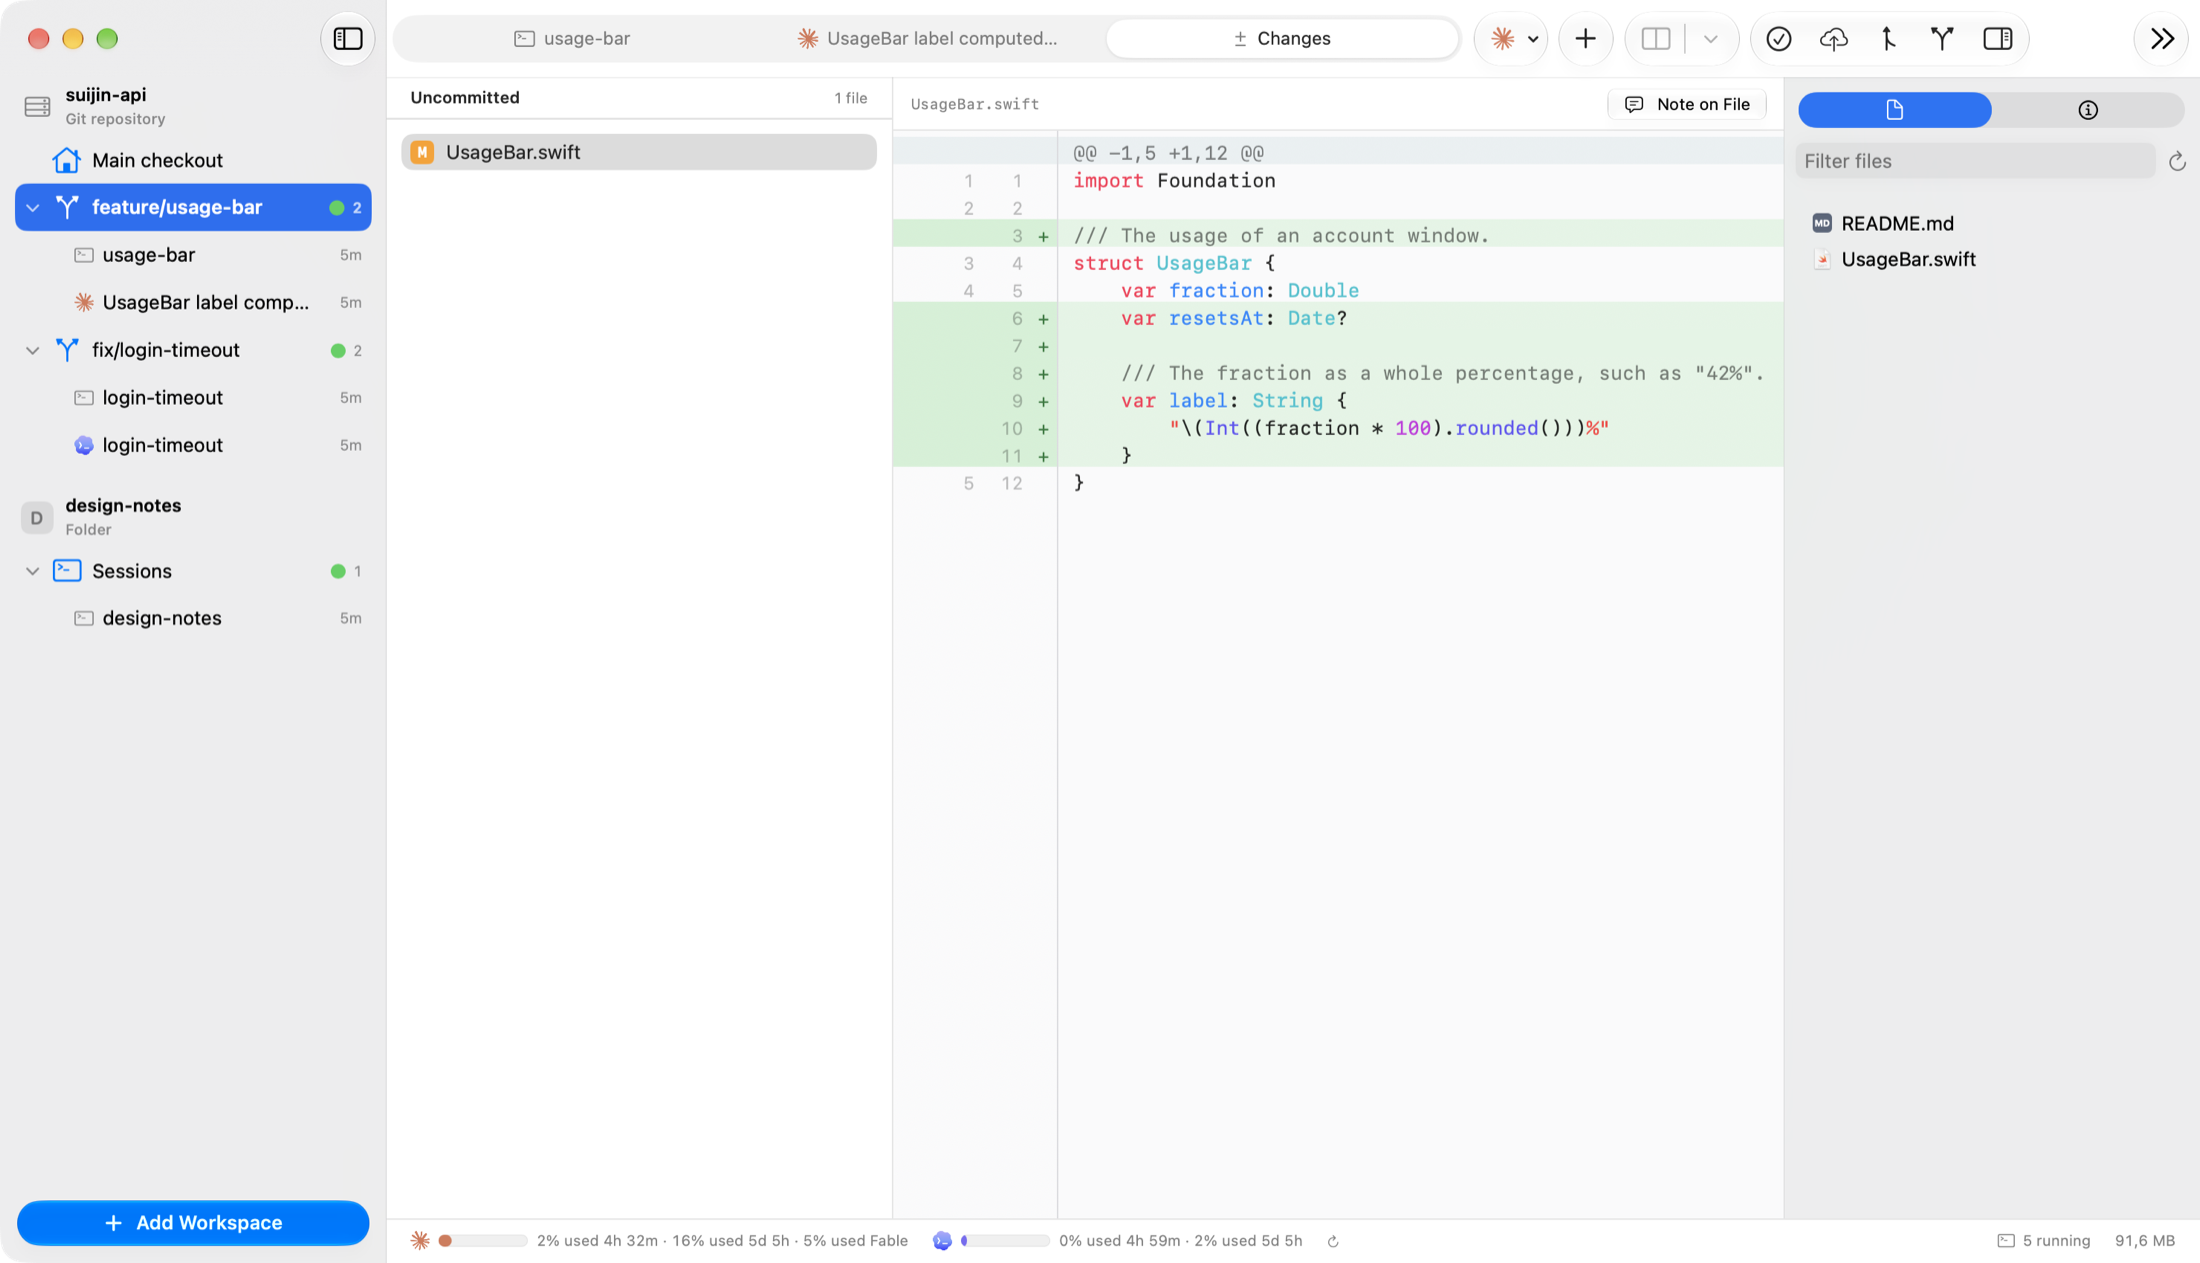 usage-bar
UsageBar label computed...
± Changes
suijin-api
Git repository
Main checkout
feature/usage-bar 2
usage-bar 5m
UsageBar label comp... 5m
fix/login-timeout 2
login-timeout 5m
login-timeout 5m
D design-notes
Folder
Sessions 1
design-notes 5m
+ Add Workspace
Uncommitted 1 file
M UsageBar.swift
UsageBar.swift Note on File
@@ -1,5 +1,12 @@
1 1 import Foundation
2 2
3 + /// The usage of an account window.
3 4 struct UsageBar {
4 5 var fraction: Double
6 + var resetsAt: Date?
7 +
8 + /// The fraction as a whole percentage, such as "42%".
9 + var label: String {
10 + "\(Int((fraction * 100).rounded()))%"
11 + }
5 12 }
Filter files
MD README.md
UsageBar.swift
2% used 4h 32m · 16% used 5d 5h · 5% used Fable
0% used 4h 59m · 2% used 5d 5h
5 running 91,6 MB